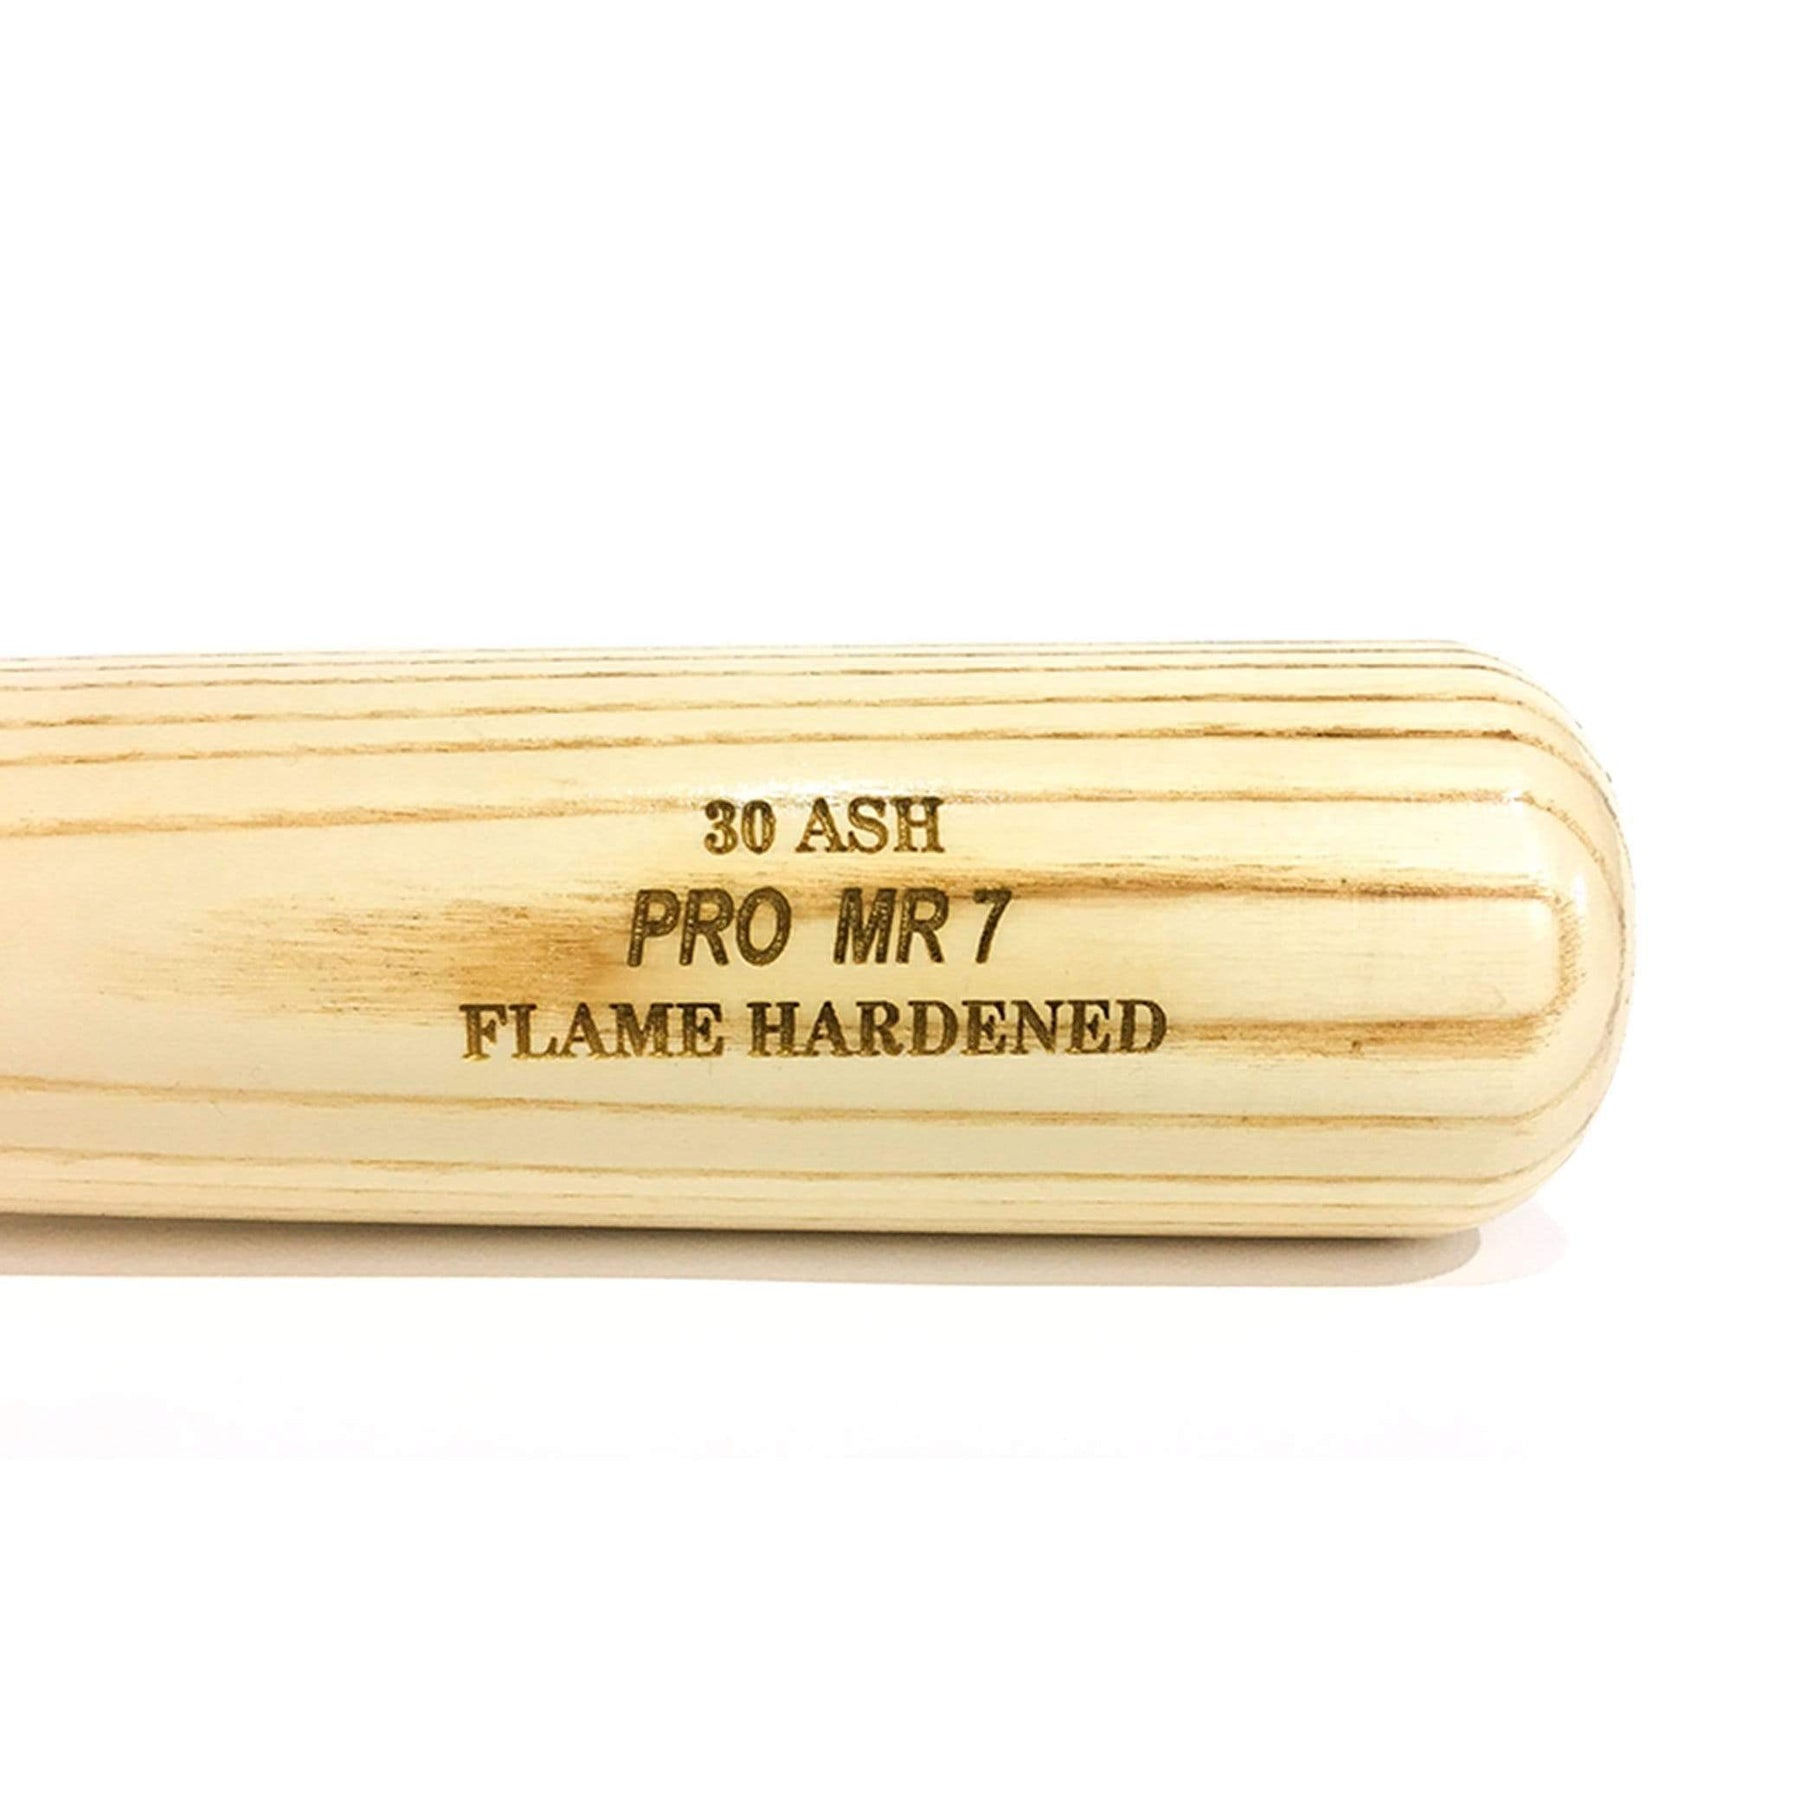 30 ASH
PRO MR 7
FLAME HARDENED